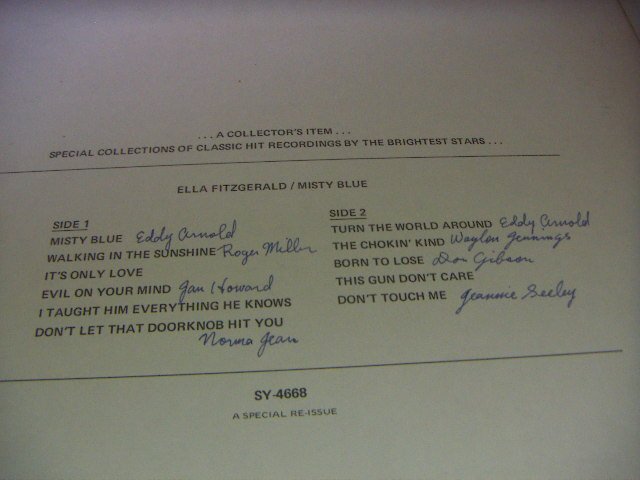 ...A COLLECTOR'S ITEM...
SPECIAL COLLECTIONS OF CLASSIC HIT RECORDINGS BY THE BRIGHTEST STARS...
ELLA FITZGERALD / MISTY BLUE
SIDE 1
MISTY BLUE Eddy Arnold
WALKING IN THE SUNSHINE Roger Miller
IT'S ONLY LOVE
EVIL ON YOUR MIND Jan Howard
I TAUGHT HIM EVERYTHING HE KNOWS
DON'T LET THAT DOORKNOB HIT YOU
Norma Jean
SIDE 2
TURN THE WORLD AROUND Eddy Arnold
THE CHOKIN' KIND Waylon Jennings
BORN TO LOSE Don Gibson
THIS GUN DON'T CARE
DON'T TOUCH ME Jeannie Seeley
SY-4668
A SPECIAL RE-ISSUE